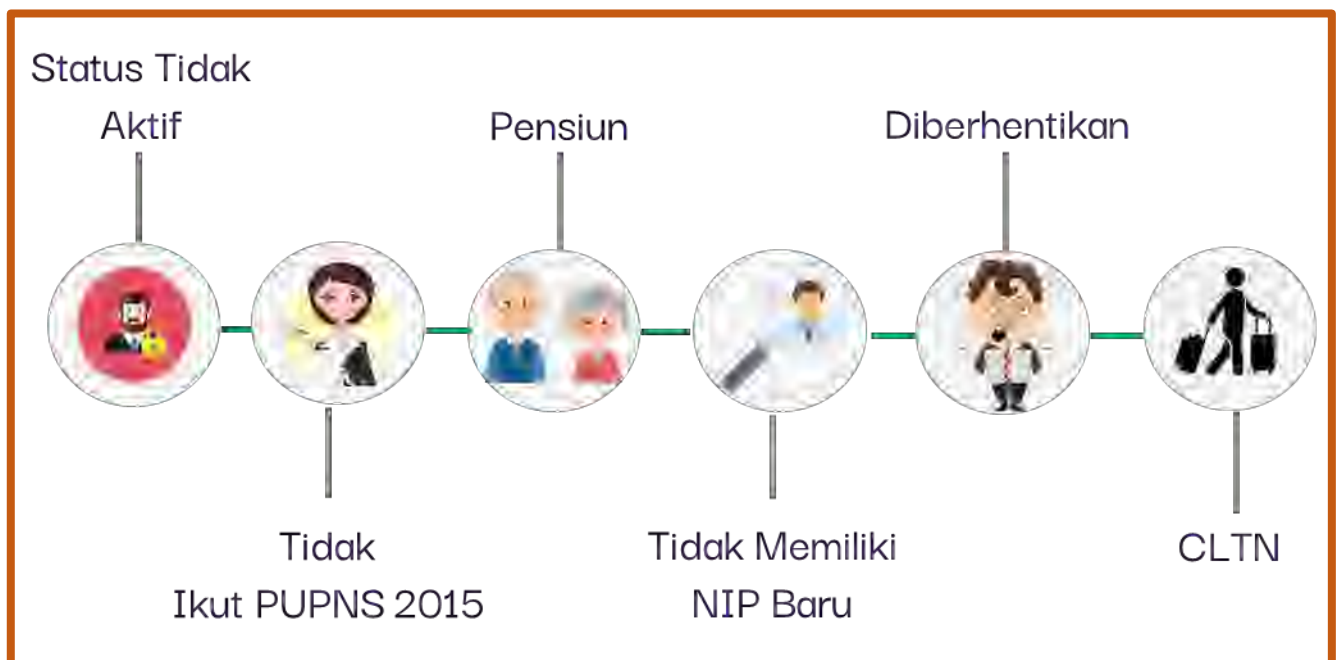 Status Tidak
Aktif
Pensiun
Diberhentikan
Tidak
Ikut PUPNS 2015
Tidak Memiliki
NIP Baru
CLTN